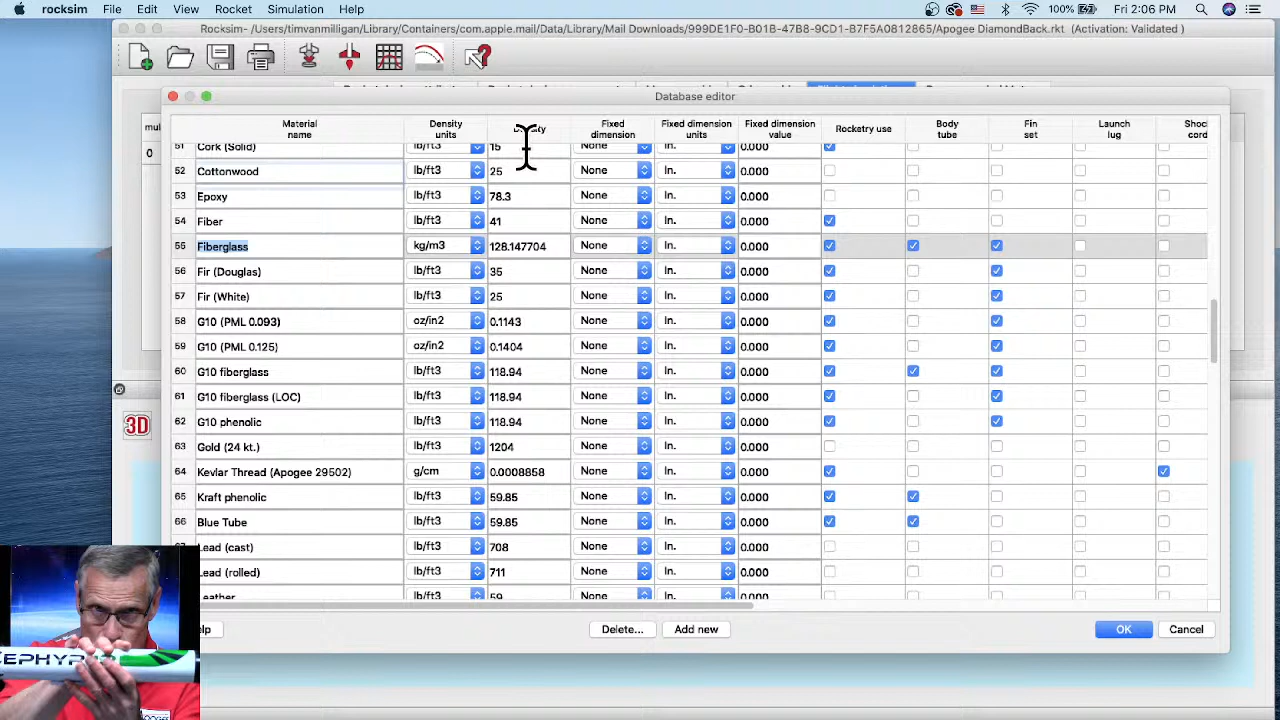 rocksim File Edit View Rocket Simulation Help 100% Fri 2:06 PM
Rocksim- /Users/timvanmilligan/Library/Containers/com.apple.mail/Data/Library/Mail Downloads/999DE1F0-B01B-47B8-9CD1-B7F5A0812865/Apogee DiamondBack.rkt (Activation: Validated )
Database editor
Material name Density units Fixed dimension Fixed dimension units Fixed dimension value Rocketry use Body tube Fin set Launch lug Shock cord
51 Cork (Solid) lb/ft3 15 None In. 0.000
52 Cottonwood lb/ft3 25 None In. 0.000
53 Epoxy lb/ft3 78.3 None In. 0.000
54 Fiber lb/ft3 41 None In. 0.000
55 Fiberglass kg/m3 128.147704 None In. 0.000
56 Fir (Douglas) lb/ft3 35 None In. 0.000
57 Fir (White) lb/ft3 25 None In. 0.000
58 G10 (PML 0.093) oz/in2 0.1143 None In. 0.000
59 G10 (PML 0.125) oz/in2 0.1404 None In. 0.000
60 G10 fiberglass lb/ft3 118.94 None In. 0.000
61 G10 fiberglass (LOC) lb/ft3 118.94 None In. 0.000
62 G10 phenolic lb/ft3 118.94 None In. 0.000
63 Gold (24 kt.) lb/ft3 1204 None In. 0.000
64 Kevlar Thread (Apogee 29502) g/cm 0.0008858 None In. 0.000
65 Kraft phenolic lb/ft3 59.85 None In. 0.000
66 Blue Tube lb/ft3 59.85 None In. 0.000
Lead (cast) lb/ft3 708 None In. 0.000
Lead (rolled) lb/ft3 711 None In. 0.000
Leather lb/ft3 59 None In. 0.000
Delete... Add new OK Cancel
mul
0
3D
ZEPHYR